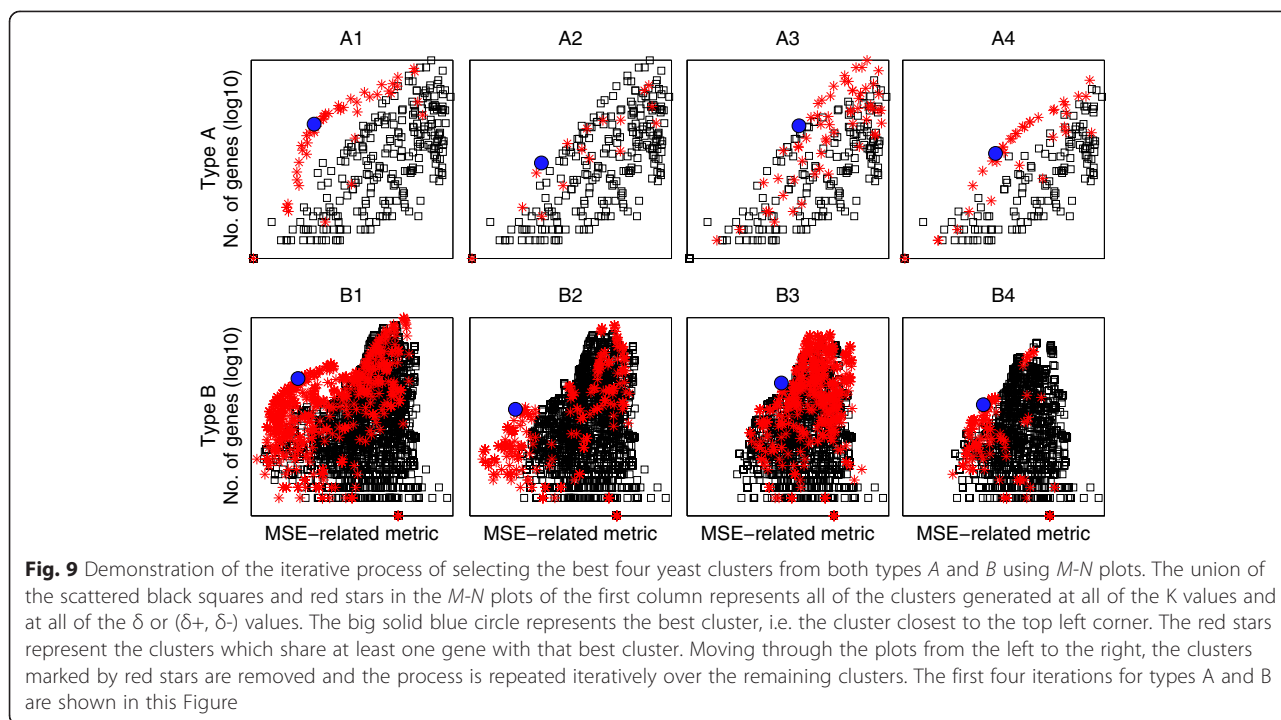 A1 A2 A3 A4
Type A
No. of genes (log10)
B1 B2 B3 B4
Type B
No. of genes (log10)
MSE−related metric MSE−related metric MSE−related metric MSE−related metric
Fig. 9 Demonstration of the iterative process of selecting the best four yeast clusters from both types A and B using M-N plots. The union of
the scattered black squares and red stars in the M-N plots of the first column represents all of the clusters generated at all of the K values and
at all of the δ or (δ+, δ-) values. The big solid blue circle represents the best cluster, i.e. the cluster closest to the top left corner. The red stars
represent the clusters which share at least one gene with that best cluster. Moving through the plots from the left to the right, the clusters
marked by red stars are removed and the process is repeated iteratively over the remaining clusters. The first four iterations for types A and B
are shown in this Figure